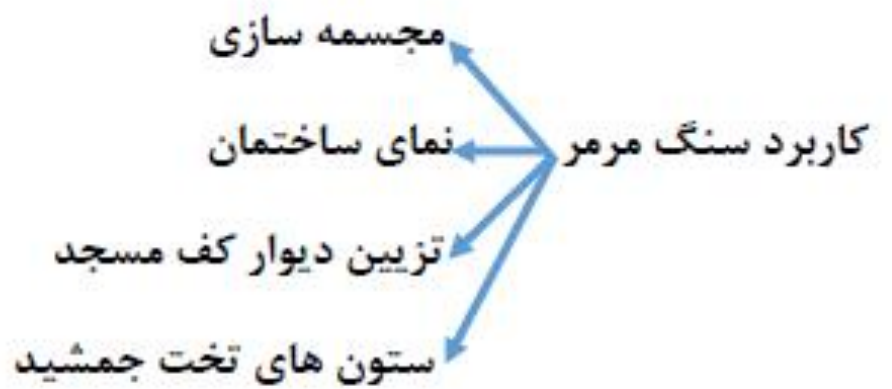 کاربرد سنگ مرمر
مجسمه سازی
نمای ساختمان
تزیین دیوار کف مسجد
ستون های تخت جمشید